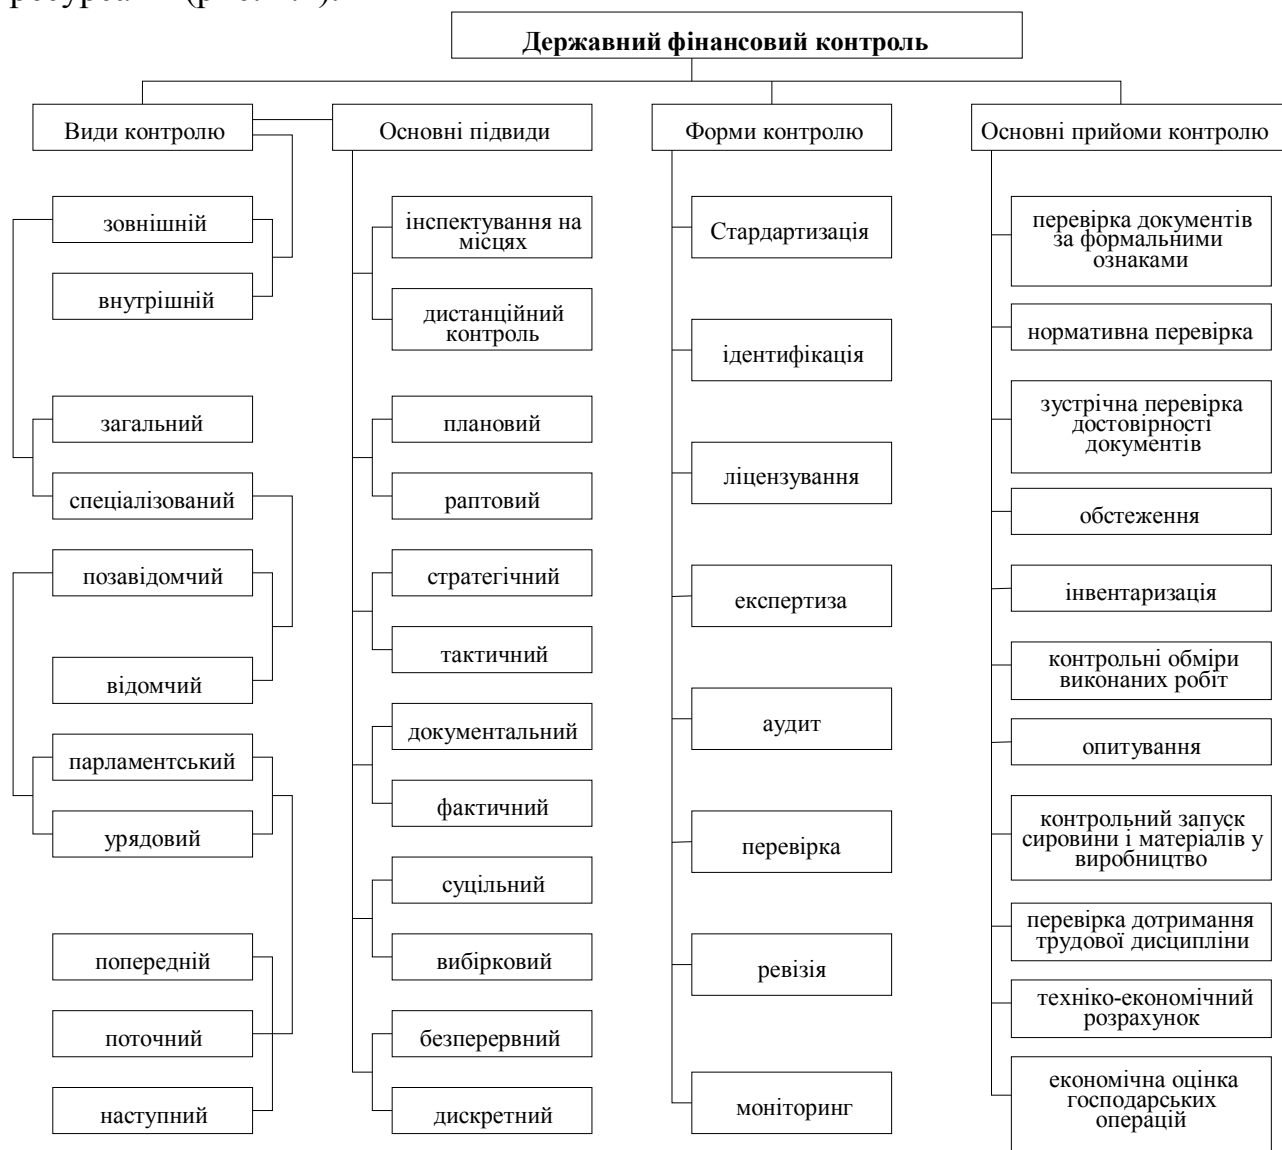 Державний фінансовий контроль
Види контролю
зовнішній
внутрішній
загальний
спеціалізований
позавідомчий
відомчий
парламентський
урядовий
попередній
поточний
наступний
Основні підвиди
інспектування на
місцях
дистанційний
контроль
плановий
раптовий
стратегічний
тактичний
документальний
фактичний
суцільний
вибірковий
безперервний
дискретний
Форми контролю
Стардартизація
ідентифікація
ліцензування
експертиза
аудит
перевірка
ревізія
моніторинг
Основні прийоми контролю
перевірка документів
за формальними
ознаками
нормативна перевірка
зустрічна перевірка
достовірності
документів
обстеження
інвентаризація
контрольні обміри
виконаних робіт
опитування
контрольний запуск
сировини і матеріалів у
виробництво
перевірка дотримання
трудової дисципліни
техніко-економічний
розрахунок
економічна оцінка
господарських
операцій